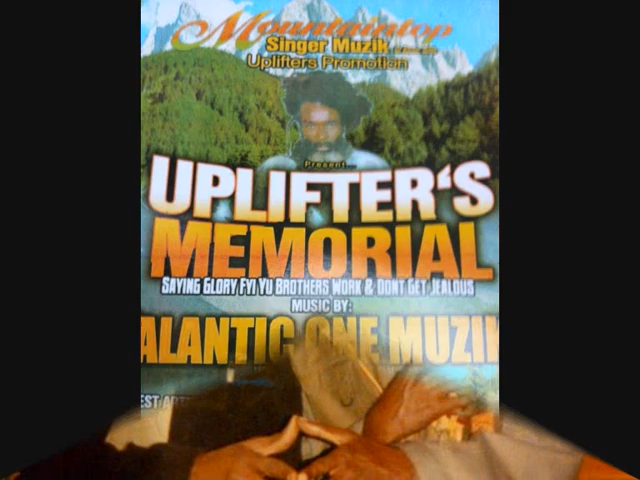 Mountaintop
Singer Muzik
Uplifters Promotion
Present...
UPLIFTER'S
MEMORIAL
SAYING GLORY FYI YU BROTHERS WORK & DONT GET JEALOUS
MUSIC BY:
ALANTIC ONE MUZIK
EST